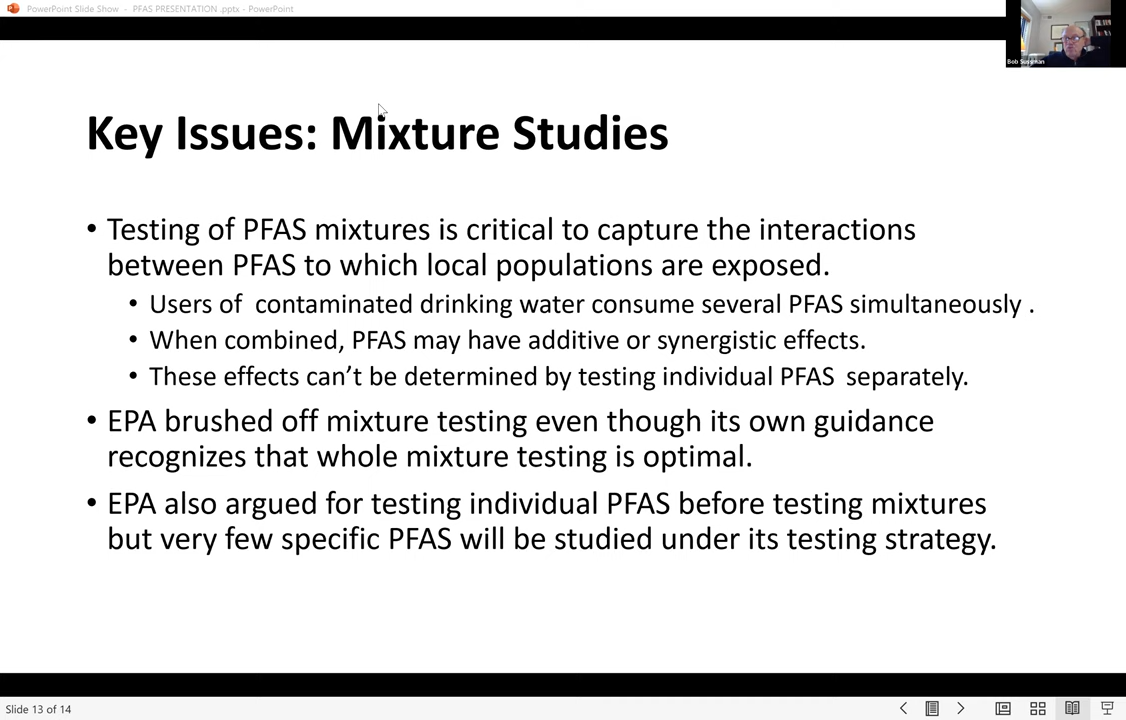 PowerPoint Slide Show - PFAS PRESENTATION .pptx - PowerPoint
Bob Sussman
Key Issues: Mixture Studies
• Testing of PFAS mixtures is critical to capture the interactions
between PFAS to which local populations are exposed.
• Users of contaminated drinking water consume several PFAS simultaneously .
• When combined, PFAS may have additive or synergistic effects.
• These effects can’t be determined by testing individual PFAS separately.
• EPA brushed off mixture testing even though its own guidance
recognizes that whole mixture testing is optimal.
• EPA also argued for testing individual PFAS before testing mixtures
but very few specific PFAS will be studied under its testing strategy.
Slide 13 of 14